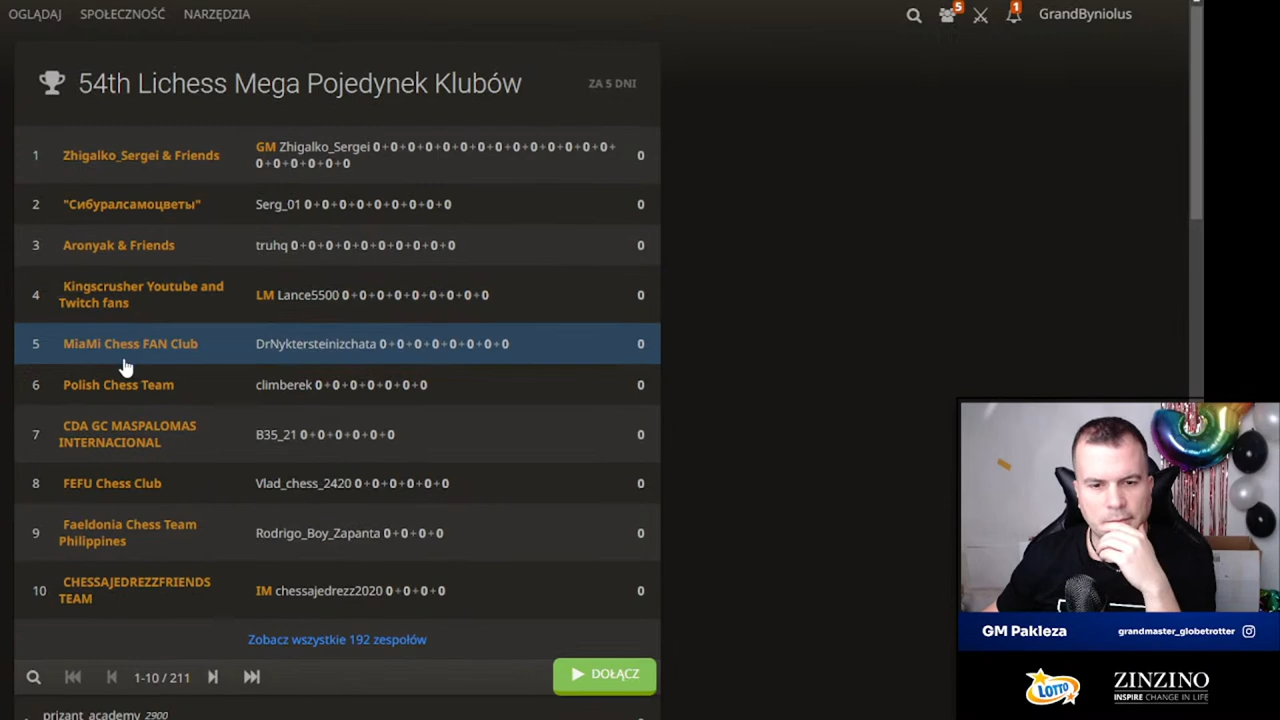 OGLĄDAJ SPOŁECZNOŚĆ NARZĘDZIA 5 1 GrandByniolus
54th Lichess Mega Pojedynek Klubów ZA 5 DNI
1 Zhigalko_Sergei & Friends GM Zhigalko_Sergei 0+0+0+0+0+0+0+0+0+0+0+0+0+0+
0+0+0+0+0+0 0
2 "Сибуралсамоцветы" Serg_01 0+0+0+0+0+0+0+0+0 0
3 Aronyak & Friends truhq 0+0+0+0+0+0+0+0+0+0 0
4 Kingscrusher Youtube and
Twitch fans LM Lance5500 0+0+0+0+0+0+0+0+0 0
5 MiaMi Chess FAN Club DrNyktersteinizchata 0+0+0+0+0+0+0+0 0
6 Polish Chess Team climberek 0+0+0+0+0+0+0 0
7 CDA GC MASPALOMAS
INTERNACIONAL B35_21 0+0+0+0+0+0 0
8 FEFU Chess Club Vlad_chess_2420 0+0+0+0+0+0 0
9 Faeldonia Chess Team
Philippines Rodrigo_Boy_Zapanta 0+0+0+0 0
10 CHESSAJEDREZZFRIENDS
TEAM IM chessajedrezz2020 0+0+0+0 0
Zobacz wszystkie 192 zespołów
1-10 / 211 DOŁĄCZ
prizant_academy 2900
GM Pakleza grandmaster_globetrotter
LOTTO ZINZINO
INSPIRE CHANGE IN LIFE